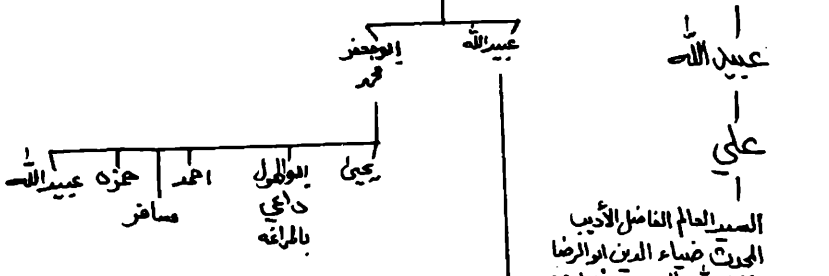 عبيدالله
علي
السيد العالم الفاضل الأديب
المحدث ضياء الدين ابوالرضا
عبيدالله
ابوجعفر
محمد
يحيى
ابوالهول
داعي
بالمراغه
احمد
مسافر
حمزه
عبيدالله